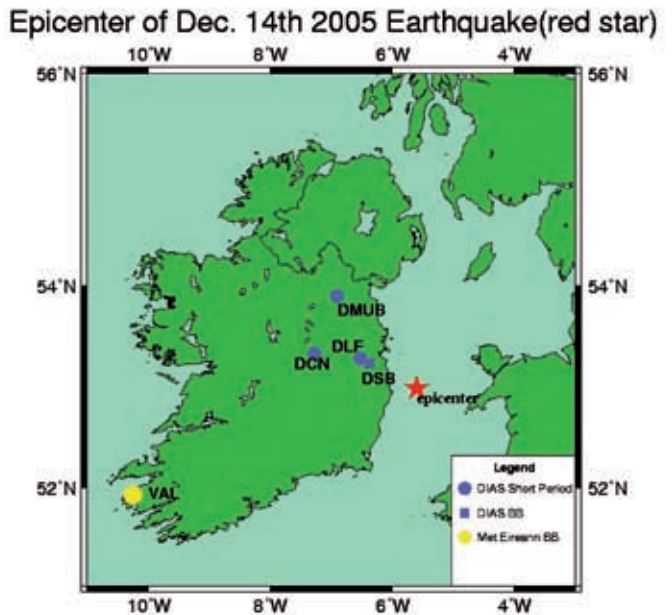 Epicenter of Dec. 14th 2005 Earthquake(red star)
10°W 8°W 6°W 4°W
56°N 56°N
54°N 54°N
DMUB
DLF
DCN
DSB
epicenter
Legend
DIAS Short Period
52°N VAL 52°N
DIAS BB
Met Eireann BB
10°W 8°W 6°W 4°W